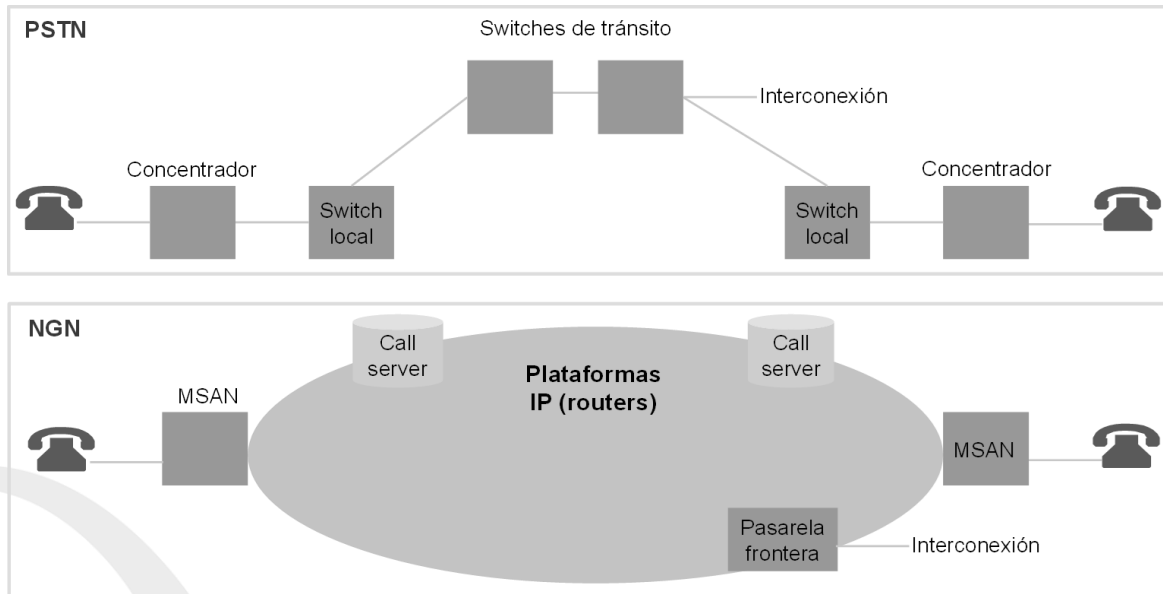 PSTN
Switches de tránsito
Interconexión
Concentrador
Concentrador
Switch
local
Switch
local
NGN
Call
server
Call
server
Plataformas
IP (routers)
MSAN
MSAN
Pasarela
frontera
Interconexión